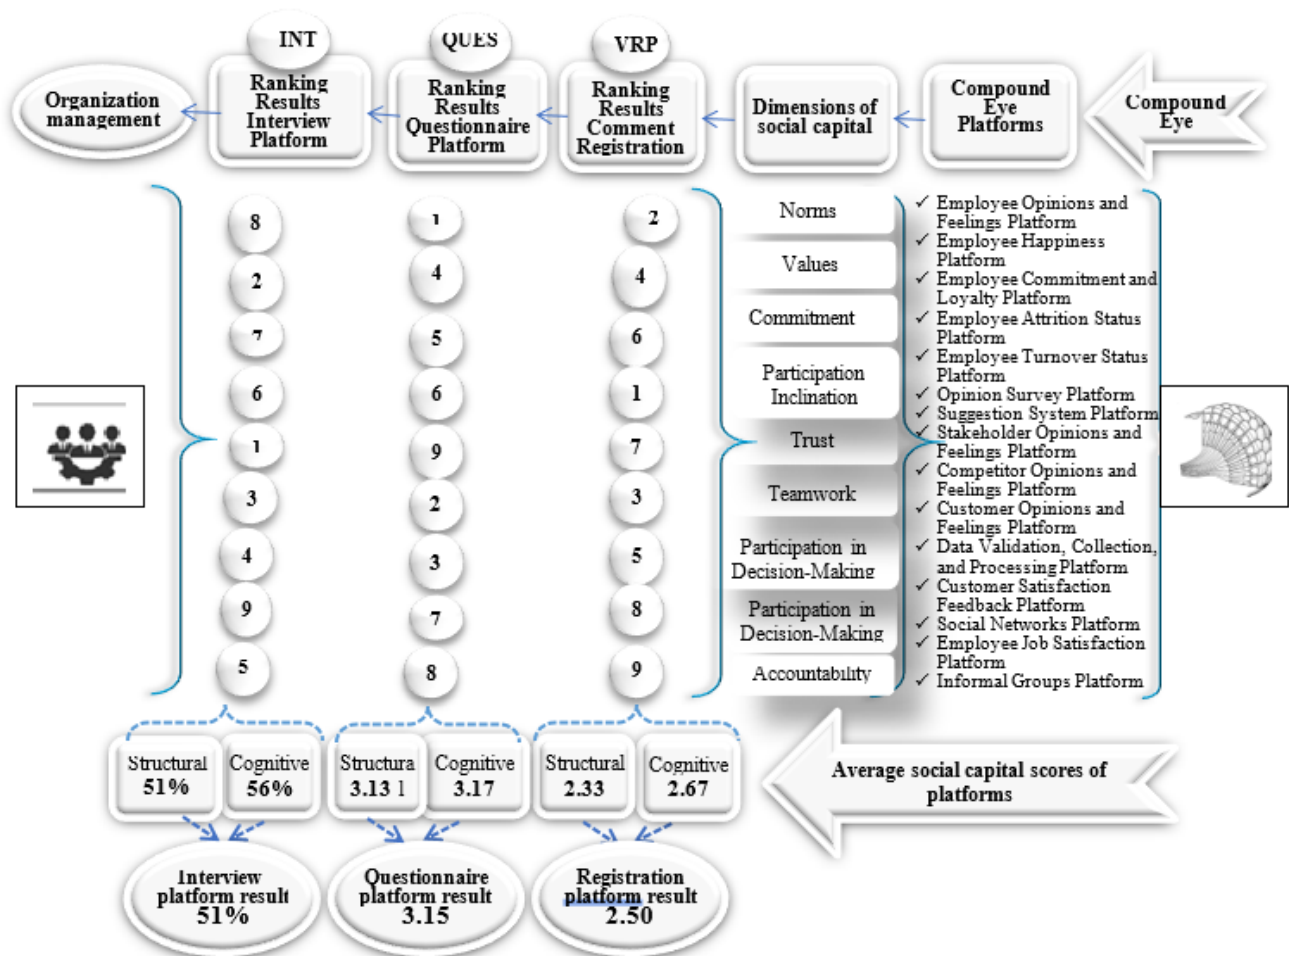 INT
QUES
VRP
Organization
management
Ranking
Results
Interview
Platform
Ranking
Results
Questionnaire
Platform
Ranking
Results
Comment
Registration
Dimensions of
social capital
Compound
Eye
Platforms
Compound
Eye
8
2
7
6
1
3
4
9
5
1
4
5
6
9
2
3
7
8
2
4
6
1
7
3
5
8
9
Norms
Values
Commitment
Participation
Inclination
Trust
Teamwork
Participation in
Decision-Making
Participation in
Decision-Making
Accountability
✓ Employee Opinions and
Feelings Platform
✓ Employee Happiness
Platform
✓ Employee Commitment and
Loyalty Platform
✓ Employee Attrition Status
Platform
✓ Employee Turnover Status
Platform
✓ Opinion Survey Platform
✓ Suggestion System Platform
✓ Stakeholder Opinions and
Feelings Platform
✓ Competitor Opinions and
Feelings Platform
✓ Customer Opinions and
Feelings Platform
✓ Data Validation, Collection,
and Processing Platform
✓ Customer Satisfaction
Feedback Platform
✓ Social Networks Platform
✓ Employee Job Satisfaction
Platform
✓ Informal Groups Platform
Structural
51%
Cognitive
56%
Structura
3.13 l
Cognitive
3.17
Structural
2.33
Cognitive
2.67
Average social capital scores of
platforms
Interview
platform result
51%
Questionnaire
platform result
3.15
Registration
platform result
2.50